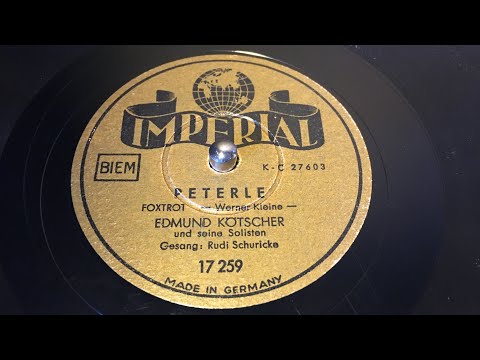 IMPERIAL
BIEM
K-C 27603
PETERLE
FOXTROT — Werner Kleine —
EDMUND KÖTSCHER
und seine Solisten
Gesang: Rudi Schuricke
17 259
MADE IN GERMANY